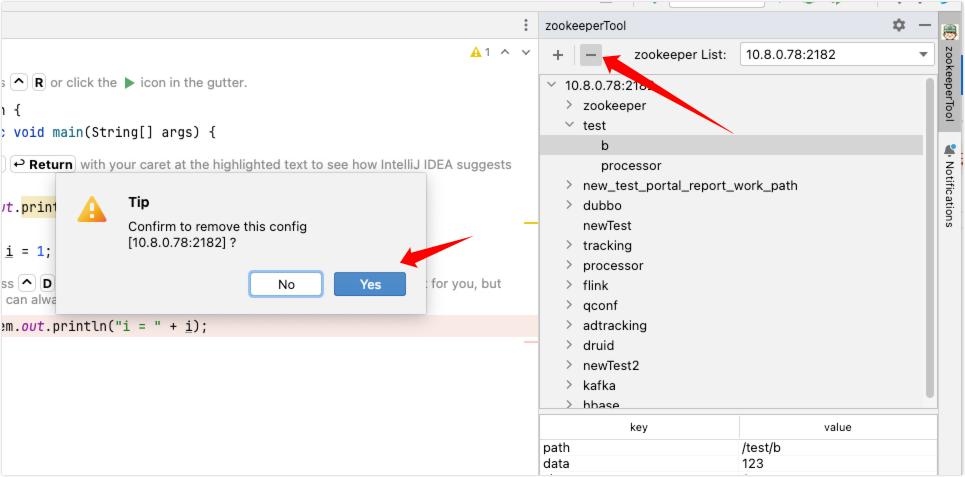 zookeeperTool
1
zookeeper List: 10.8.0.78:2182
s ^ R or click the icon in the gutter.
{
void main(String[] args) {
↩ Return with your caret at the highlighted text to see how IntelliJ IDEA suggests
ut.print
i = 1;
ss ^ D
for you, but
can alwa
em.out.println("i = " + i);
Tip
Confirm to remove this config
[10.8.0.78:2182] ?
No
Yes
10.8.0.78:2182
zookeeper
test
b
processor
new_test_portal_report_work_path
dubbo
newTest
tracking
processor
flink
qconf
adtracking
druid
newTest2
kafka
hbase
key value
path /test/b
data 123
zookeeperTool
Notifications